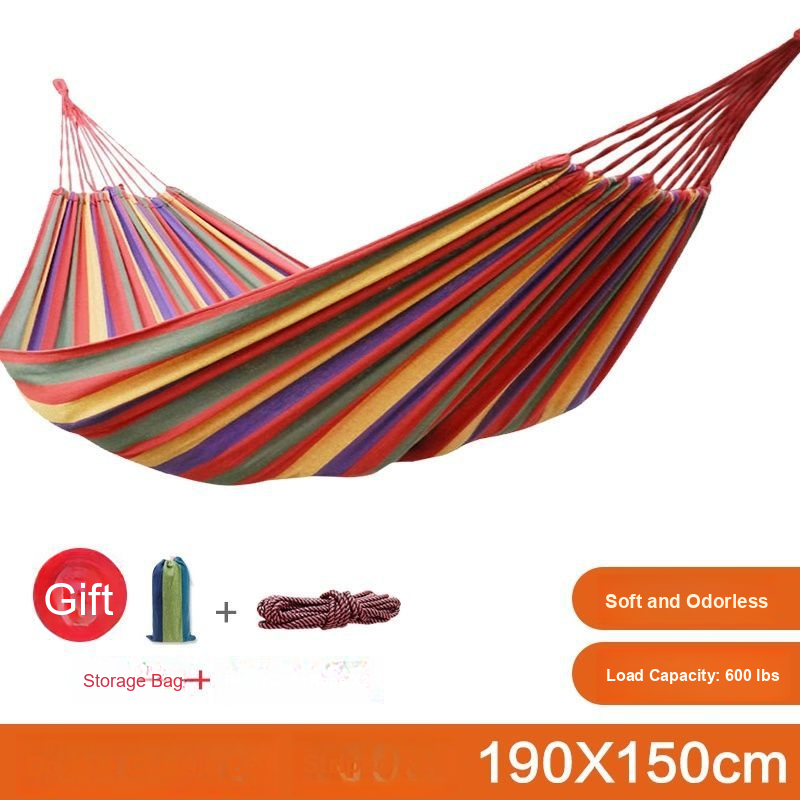 Gift
+
Storage Bag+
Soft and Odorless
Load Capacity: 600 lbs
190X150cm